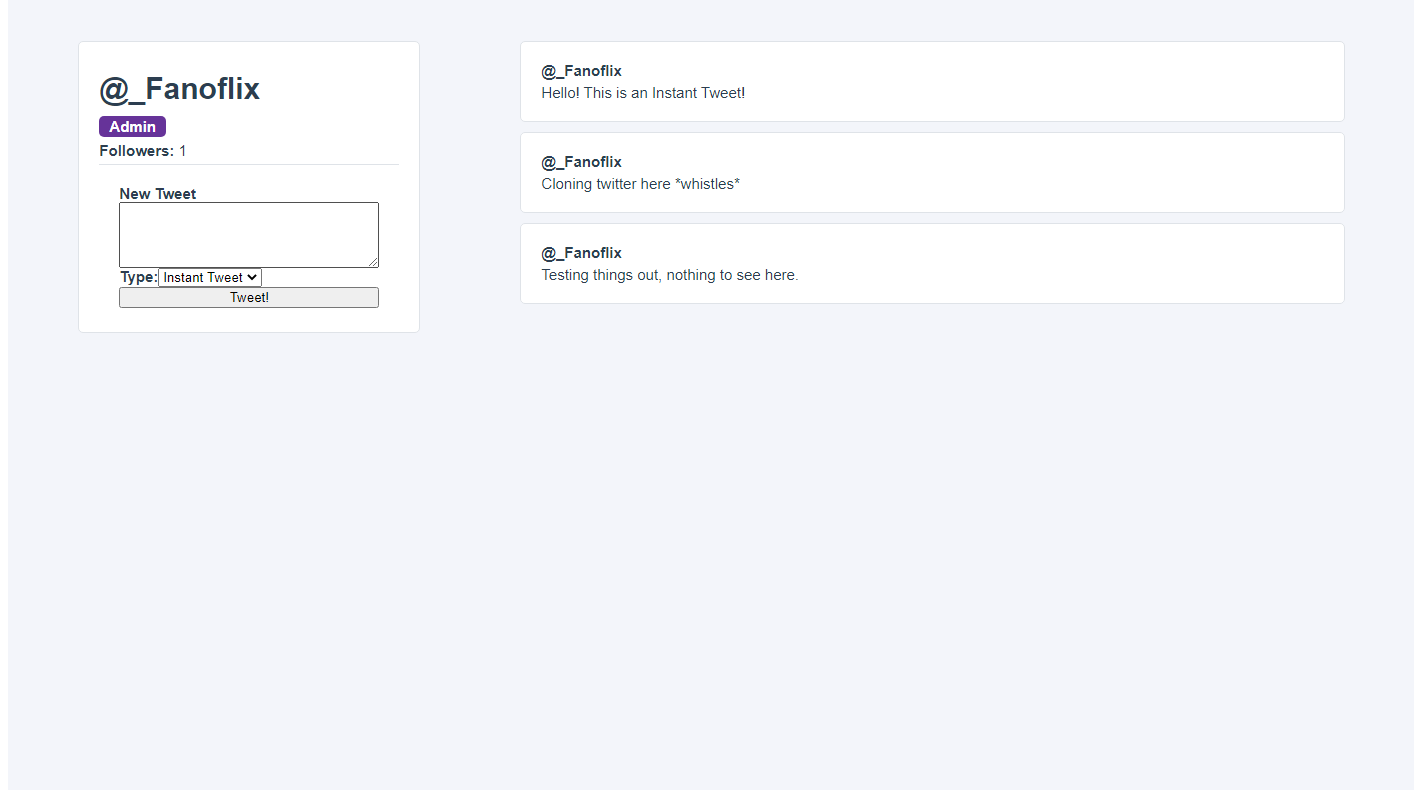 @_Fanoflix
Admin
Followers: 1
New Tweet
Type: Instant Tweet
Tweet!
@_Fanoflix
Hello! This is an Instant Tweet!
@_Fanoflix
Cloning twitter here *whistles*
@_Fanoflix
Testing things out, nothing to see here.